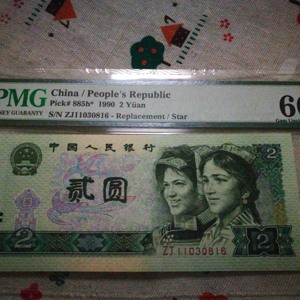 PMG
China / People's Republic
Pick# 885b* 1990 2 Yüan
S/N ZJ11030816 - Replacement / Star
中国人民银行
2
贰圆
ZJ11030816
2
2